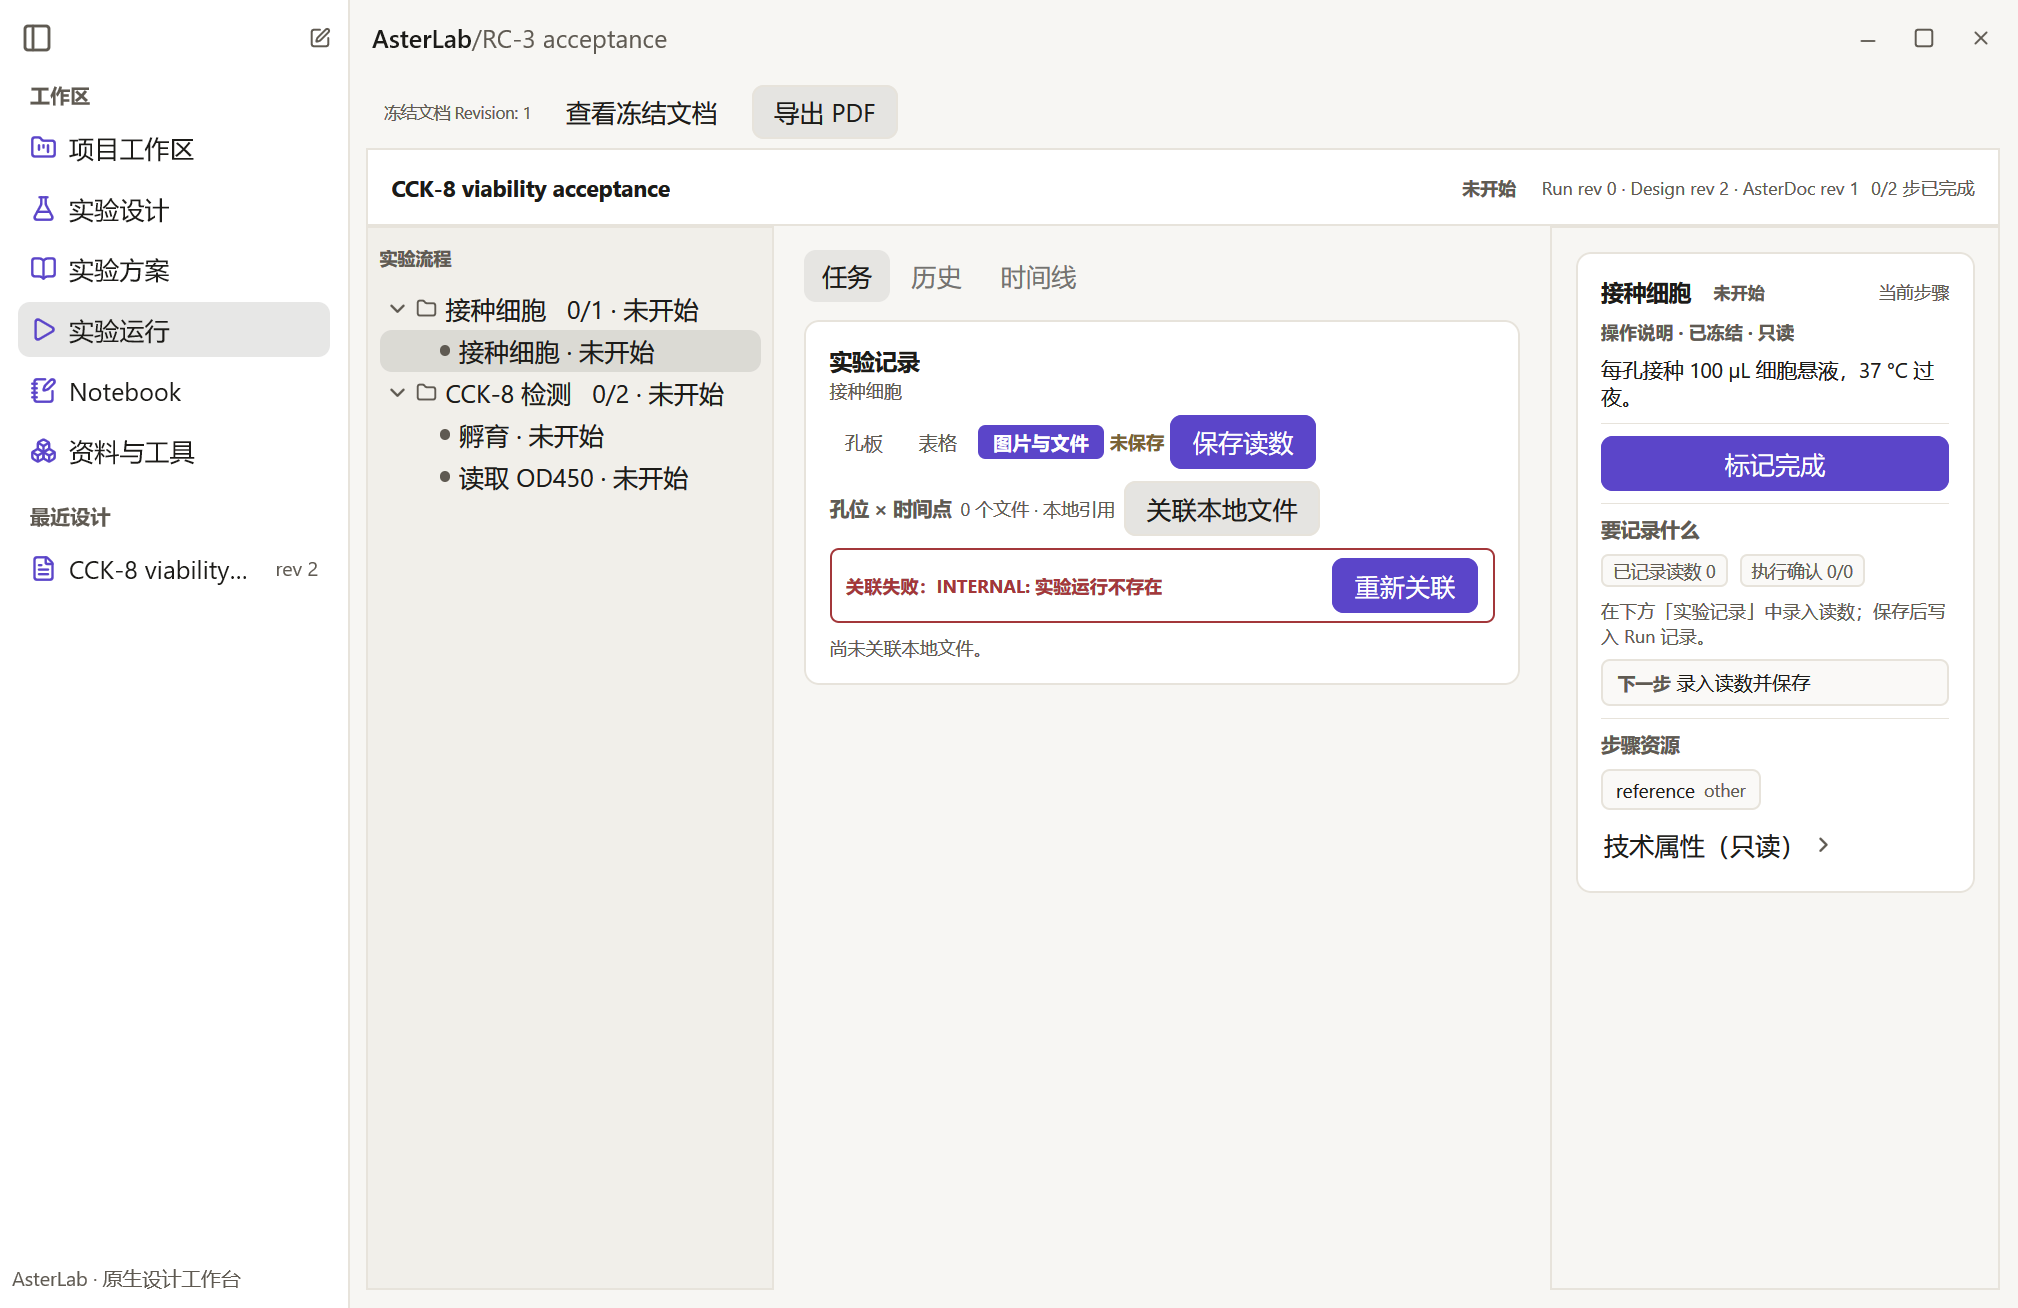 AsterLab/RC-3 acceptance
工作区
项目工作区
实验设计
实验方案
实验运行
Notebook
资料与工具
最近设计
CCK-8 viability... rev 2
AsterLab · 原生设计工作台
冻结文档 Revision: 1 查看冻结文档 导出 PDF
CCK-8 viability acceptance
未开始 Run rev 0 · Design rev 2 · AsterDoc rev 1 0/2 步已完成
实验流程
接种细胞 0/1 · 未开始
接种细胞 · 未开始
CCK-8 检测 0/2 · 未开始
孵育 · 未开始
读取 OD450 · 未开始
任务 历史 时间线
实验记录
接种细胞
孔板 表格 图片与文件 未保存 保存读数
孔位 × 时间点 0 个文件 · 本地引用 关联本地文件
关联失败：INTERNAL: 实验运行不存在 重新关联
尚未关联本地文件。
接种细胞 未开始 当前步骤
操作说明 · 已冻结 · 只读
每孔接种 100 µL 细胞悬液，37 °C 过
夜。
标记完成
要记录什么
已记录读数 0 执行确认 0/0
在下方「实验记录」中录入读数；保存后写
入 Run 记录。
下一步 录入读数并保存
步骤资源
reference other
技术属性（只读）